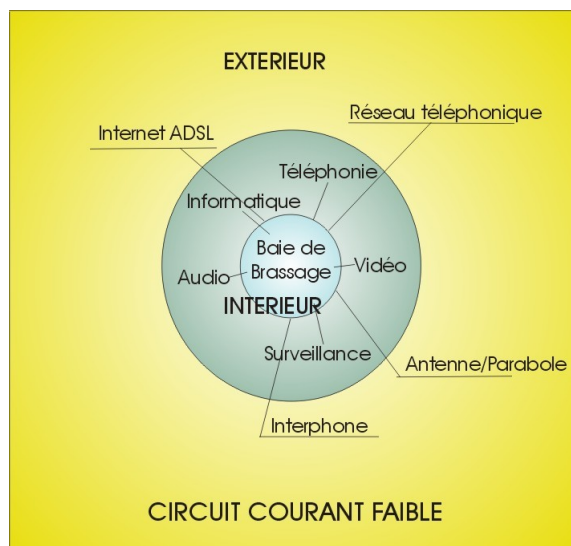 EXTERIEUR
Réseau téléphonique
Internet ADSL
Téléphonie
Informatique
Baie de
Brassage
Vidéo
Audio
INTERIEUR
Surveillance
Antenne/Parabole
Interphone
CIRCUIT COURANT FAIBLE